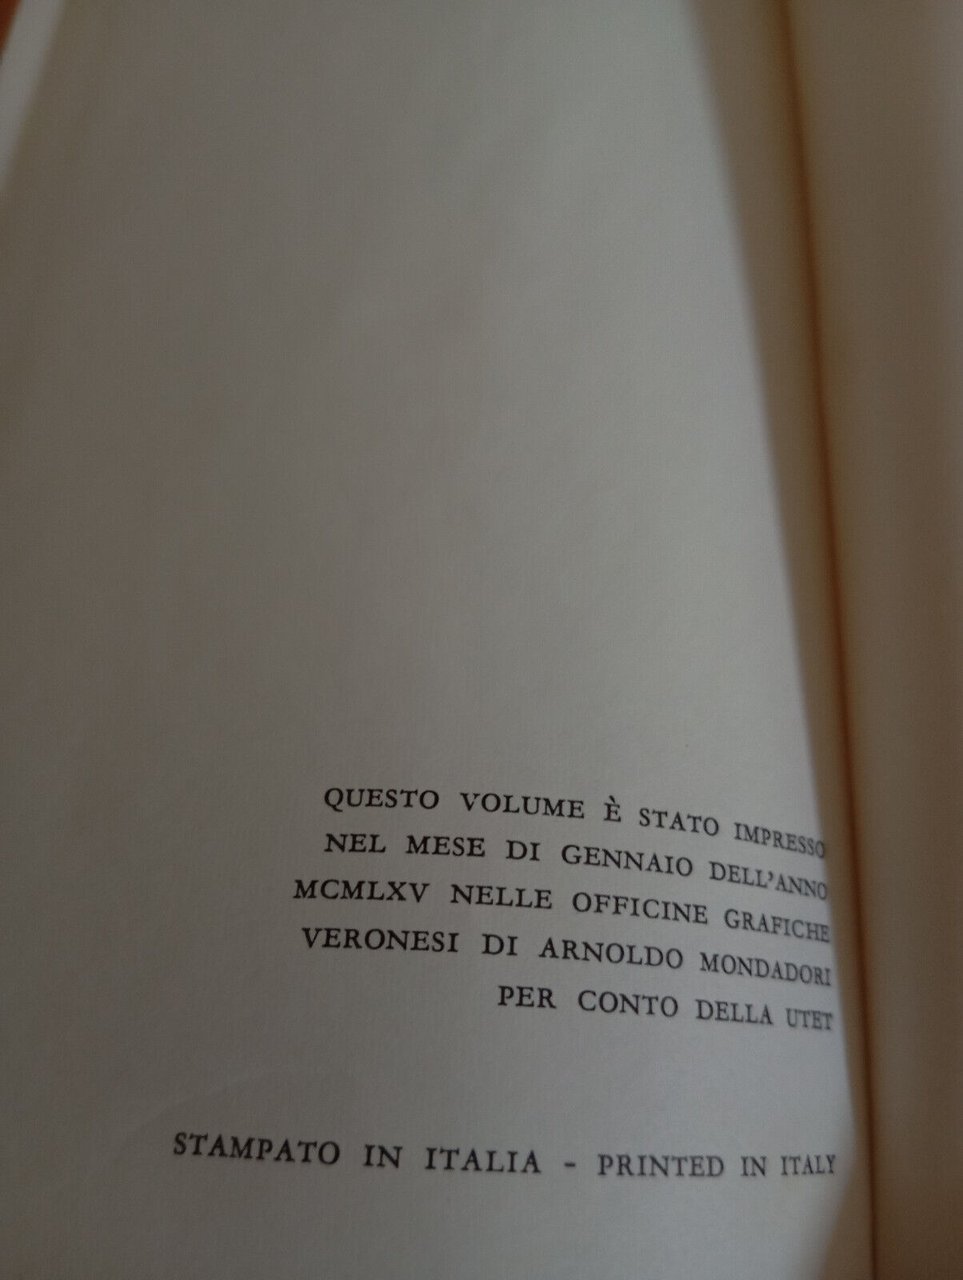 QUESTO VOLUME È STATO IMPRESSO
NEL MESE DI GENNAIO DELL'ANNO
MCMLXV NELLE OFFICINE GRAFICHE
VERONESI DI ARNOLDO MONDADORI
PER CONTO DELLA UTET
STAMPATO IN ITALIA - PRINTED IN ITALY